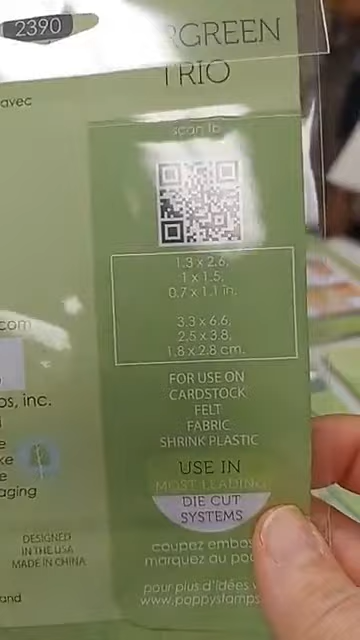 2390
RGREEN
TRIO
avec
scan to
1.3 x 2.6,
1 x 1.5,
0.7 x 1.1 in.
3.3 x 6.6,
2.5 x 3.8,
1.8 x 2.8 cm.
com
FOR USE ON
CARDSTOCK
FELT
FABRIC
SHRINK PLASTIC
ps, inc.
USE IN
MOST LEADING
DIE CUT
SYSTEMS
ke
e
aging
DESIGNED
IN THE USA
MADE IN CHINA
coupez embos
marquez au po
and
pour plus d'idées v
www.poppystamps